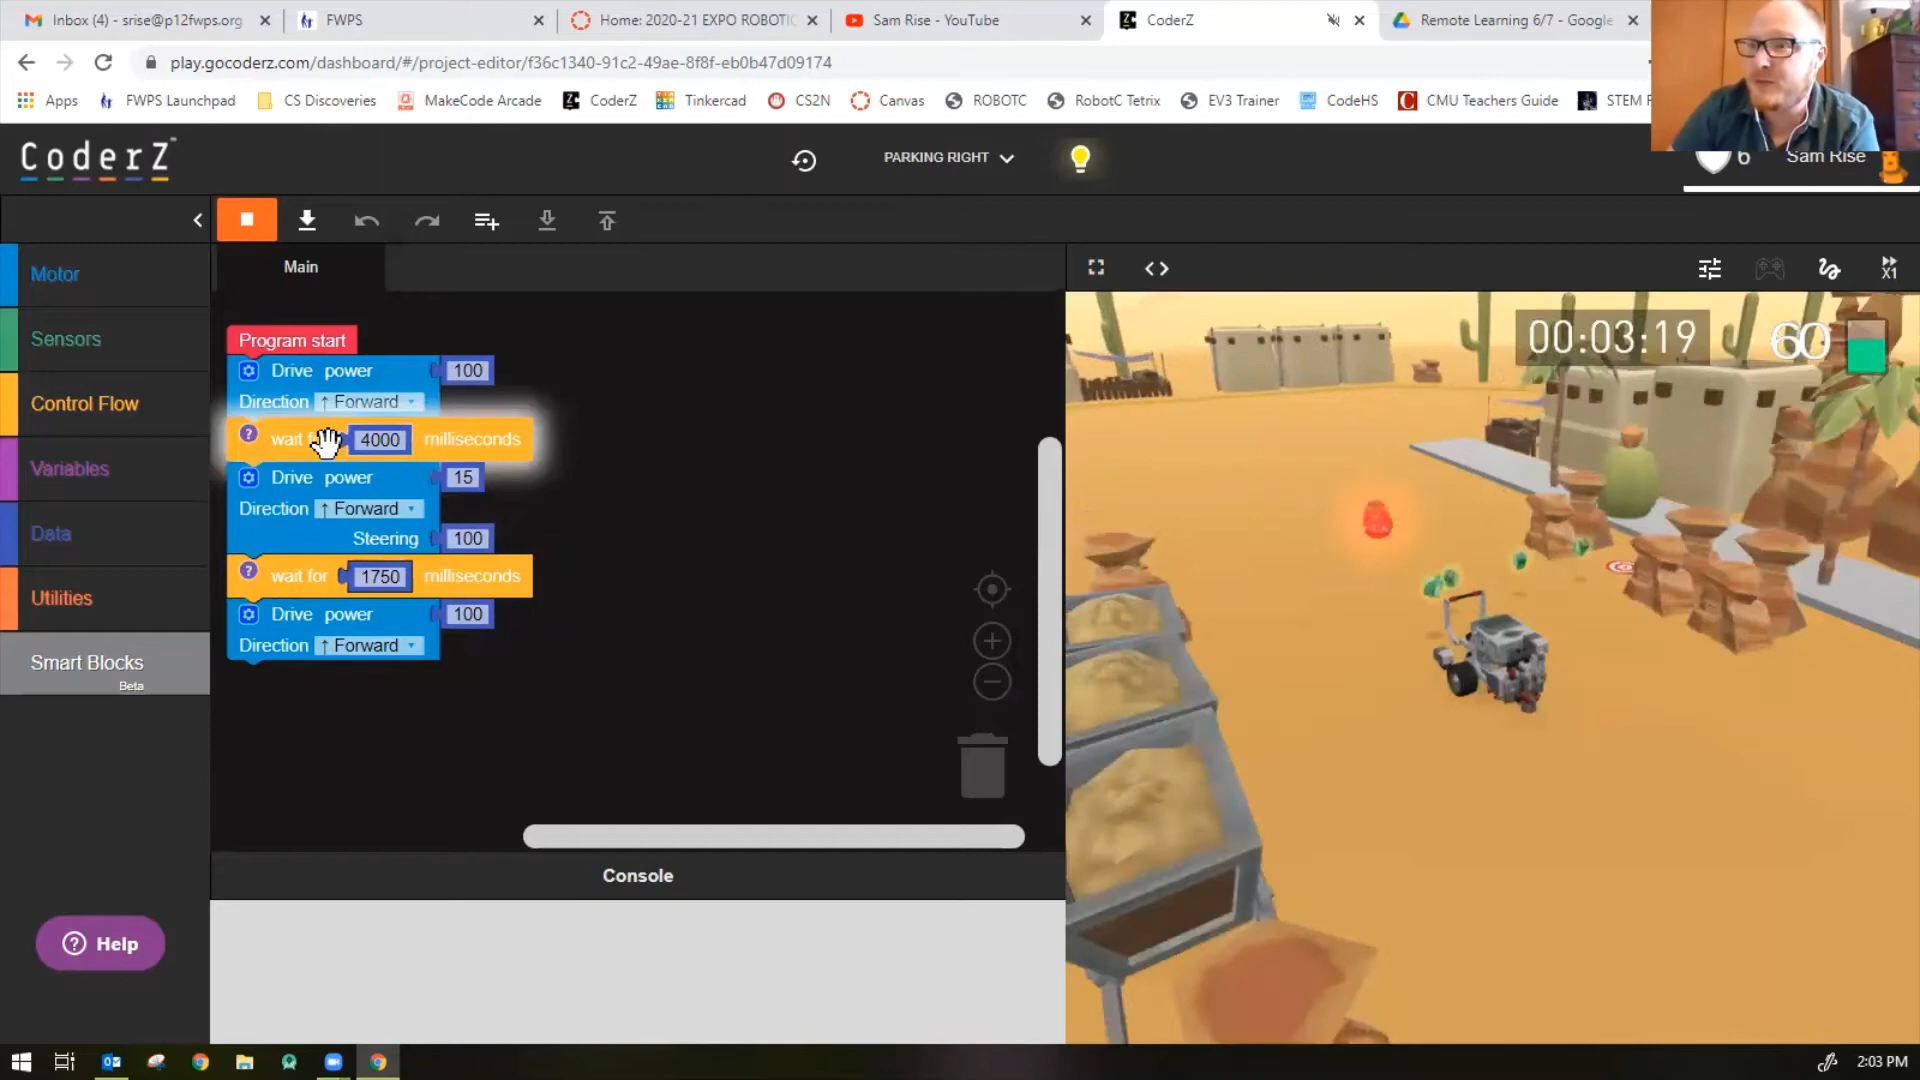 Inbox (4) - srise@p12fwps.org
FWPS
Home: 2020-21 EXPO ROBOTIC
Sam Rise - YouTube
CoderZ
Remote Learning 6/7 - Google
play.gocoderz.com/dashboard/#/project-editor/f36c1340-91c2-49ae-8f8f-eb0b47d09174
Apps
FWPS Launchpad
CS Discoveries
MakeCode Arcade
CoderZ
Tinkercad
CS2N
Canvas
ROBOTC
RobotC Tetrix
EV3 Trainer
CodeHS
CMU Teachers Guide
STEM
CoderZ
PARKING RIGHT
6
Sam Rise
Motor
Sensors
Control Flow
Variables
Data
Utilities
Smart Blocks
Beta
Help
Main
Program start
Drive power 100
Direction ↑ Forward
wait 4000 milliseconds
Drive power 15
Direction ↑ Forward
Steering 100
wait for 1750 milliseconds
Drive power 100
Direction ↑ Forward
Console
X1
00:03:19
60
2:03 PM